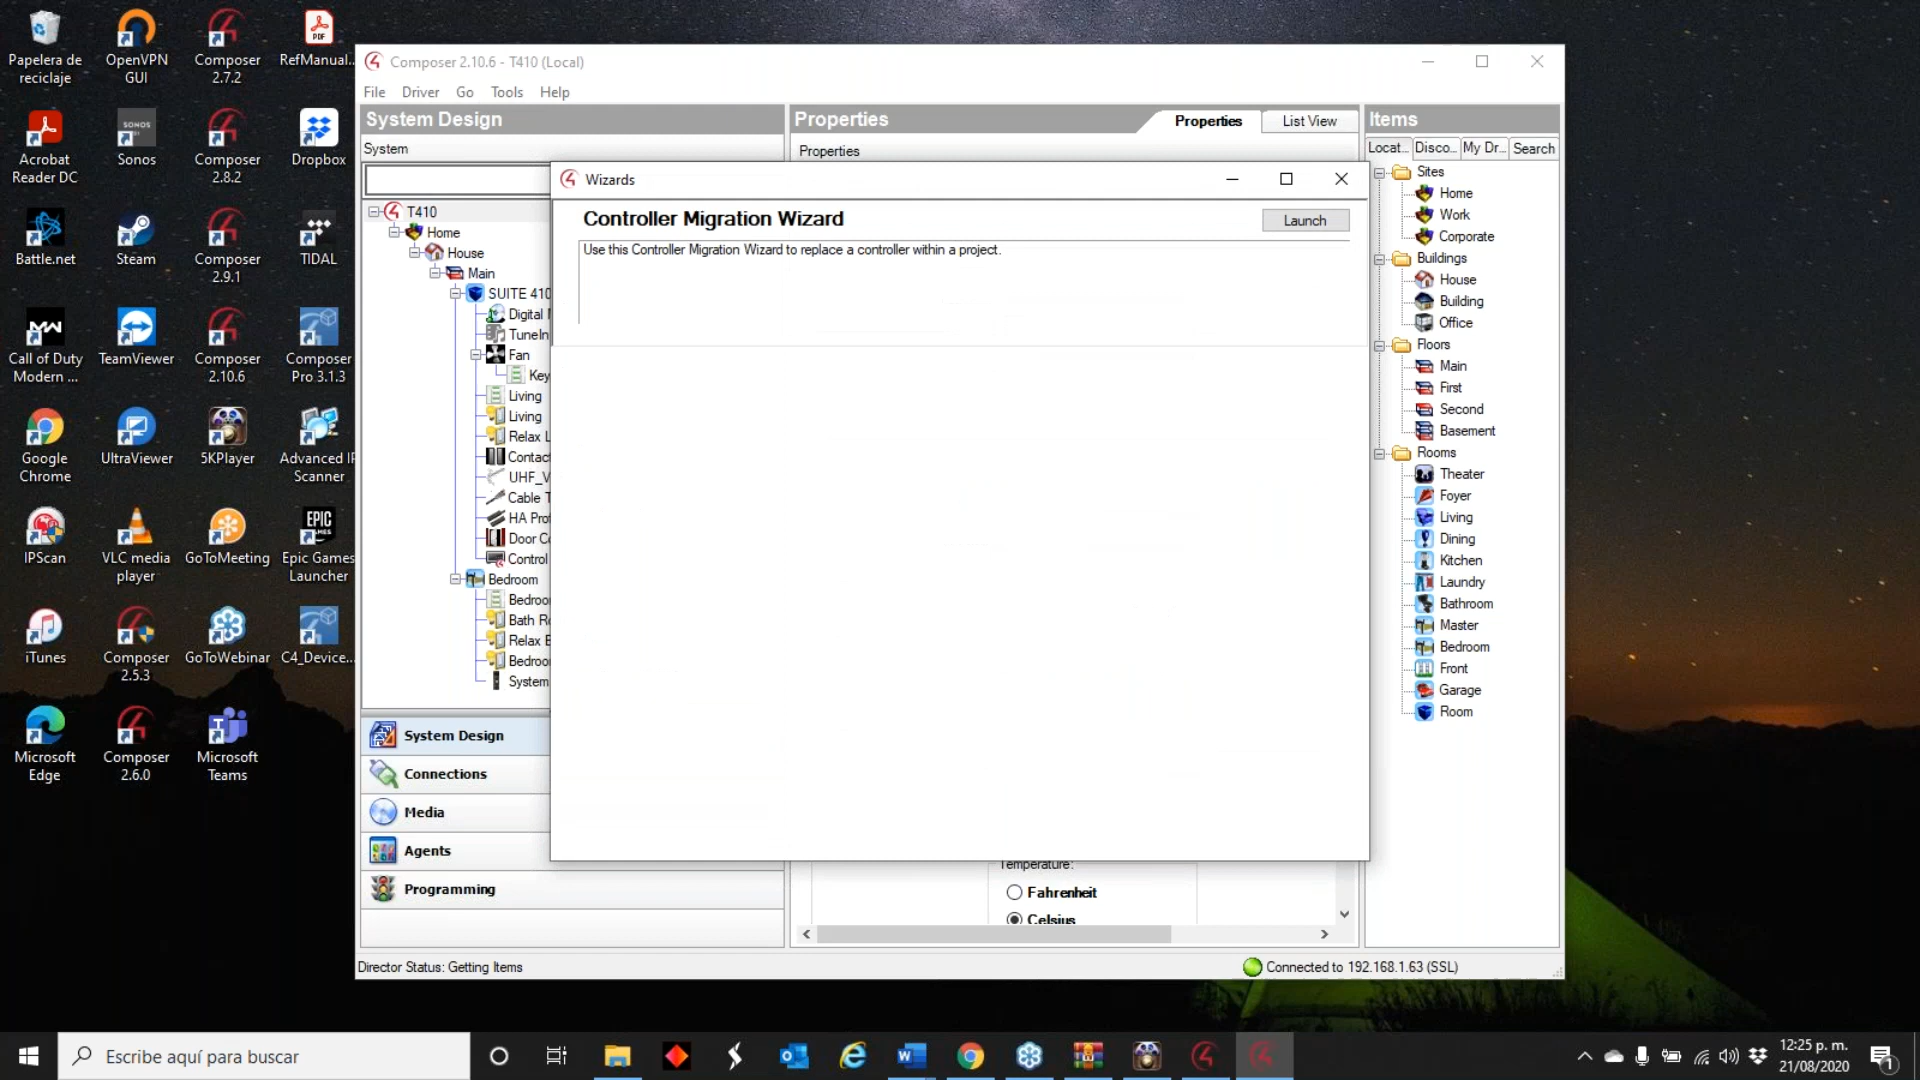 Papelera de
reciclaje
OpenVPN
GUI
Composer
2.7.2
RefManual...
Acrobat
Reader DC
SONOS
Sonos
Composer
2.8.2
Dropbox
Battle.net
Steam
Composer
2.9.1
TIDAL
Call of Duty
Modern ...
TeamViewer
Composer
2.10.6
Composer
Pro 3.1.3
Google
Chrome
UltraViewer
5KPlayer
Advanced IP
Scanner
IPScan
VLC media
player
GoToMeeting
Epic Games
Launcher
iTunes
Composer
2.5.3
GoToWebinar
C4_Device...
Microsoft
Edge
Composer
2.6.0
Microsoft
Teams
Composer 2.10.6 - T410 (Local)
File Driver Go Tools Help
System Design
System
T410
Home
House
Main
SUITE 410
Digital
TuneIn
Fan
Key
Living
Living
Relax L
Contac
UHF_V
Cable T
HA Prof
Door Co
Control
Bedroom
Bedroo
Bath Ro
Relax B
Bedroo
System
System Design
Connections
Media
Agents
Programming
Properties
Properties List View
Properties
Wizards
Controller Migration Wizard
Launch
Use this Controller Migration Wizard to replace a controller within a project.
Temperature:
Fahrenheit
Celsius
Items
Locat... Disco... My Dr... Search
Sites
Home
Work
Corporate
Buildings
House
Building
Office
Floors
Main
First
Second
Basement
Rooms
Theater
Foyer
Living
Dining
Kitchen
Laundry
Bathroom
Master
Bedroom
Front
Garage
Room
Director Status: Getting Items
Connected to 192.168.1.63 (SSL)
Escribe aquí para buscar
12:25 p. m.
21/08/2020
1